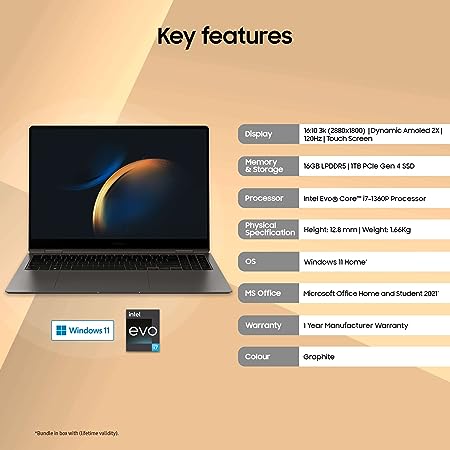 Key features
Display
16:10 3k (2880x1800) | Dynamic Amoled 2X |
120Hz | Touch Screen
Memory
& Storage
16GB LPDDR5 | 1TB PCIe Gen 4 SSD
Processor
Intel Evo® Core™ i7-1360P Processor
Physical
Specification
Height: 12.8 mm | Weight: 1.66Kg
OS
Windows 11 Home*
MS Office
Microsoft Office Home and Student 2021*
Warranty
1 Year Manufacturer Warranty
Colour
Graphite
Windows 11
intel
evo
i7
*Bundle in box with (lifetime validity).